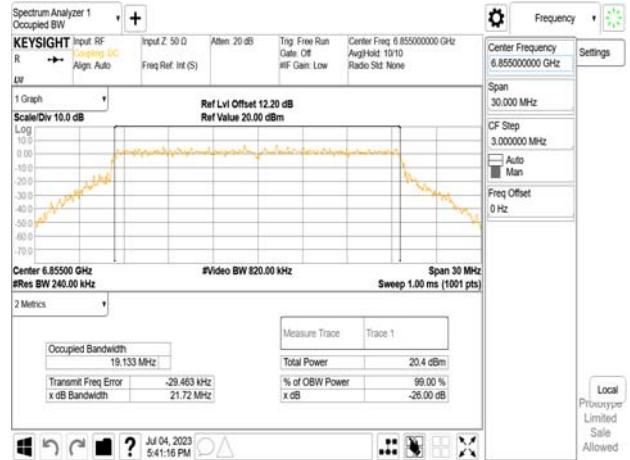 Spectrum Analyzer 1
Occupied BW
+
Frequency
KEYSIGHT
Input: RF
Coupling: DC
Align: Auto
Input Z: 50 Ω
Freq Ref: Int (S)
Atten: 20 dB
Trig: Free Run
Gate: Off
#IF Gain: Low
Center Freq: 6.855000000 GHz
Avg|Hold: 10/10
Radio Std: None
R
LXI
Center Frequency
6.855000000 GHz
Settings
Span
30.000 MHz
CF Step
3.000000 MHz
Auto
Man
Freq Offset
0 Hz
1 Graph
Scale/Div 10.0 dB
Ref Lvl Offset 12.20 dB
Ref Value 20.00 dBm
Log
10.0
0.00
-10.0
-20.0
-30.0
-40.0
-50.0
-60.0
-70.0
Center 6.85500 GHz
#Res BW 240.00 kHz
#Video BW 820.00 kHz
Span 30 MHz
Sweep 1.00 ms (1001 pts)
2 Metrics
Measure Trace Trace 1
Occupied Bandwidth
19.133 MHz
Total Power 20.4 dBm
Transmit Freq Error -29.463 kHz
% of OBW Power 99.00 %
x dB Bandwidth 21.72 MHz
x dB -26.00 dB
Local
Prototype
Limited
Sale
Allowed
?
Jul 04, 2023
5:41:16 PM